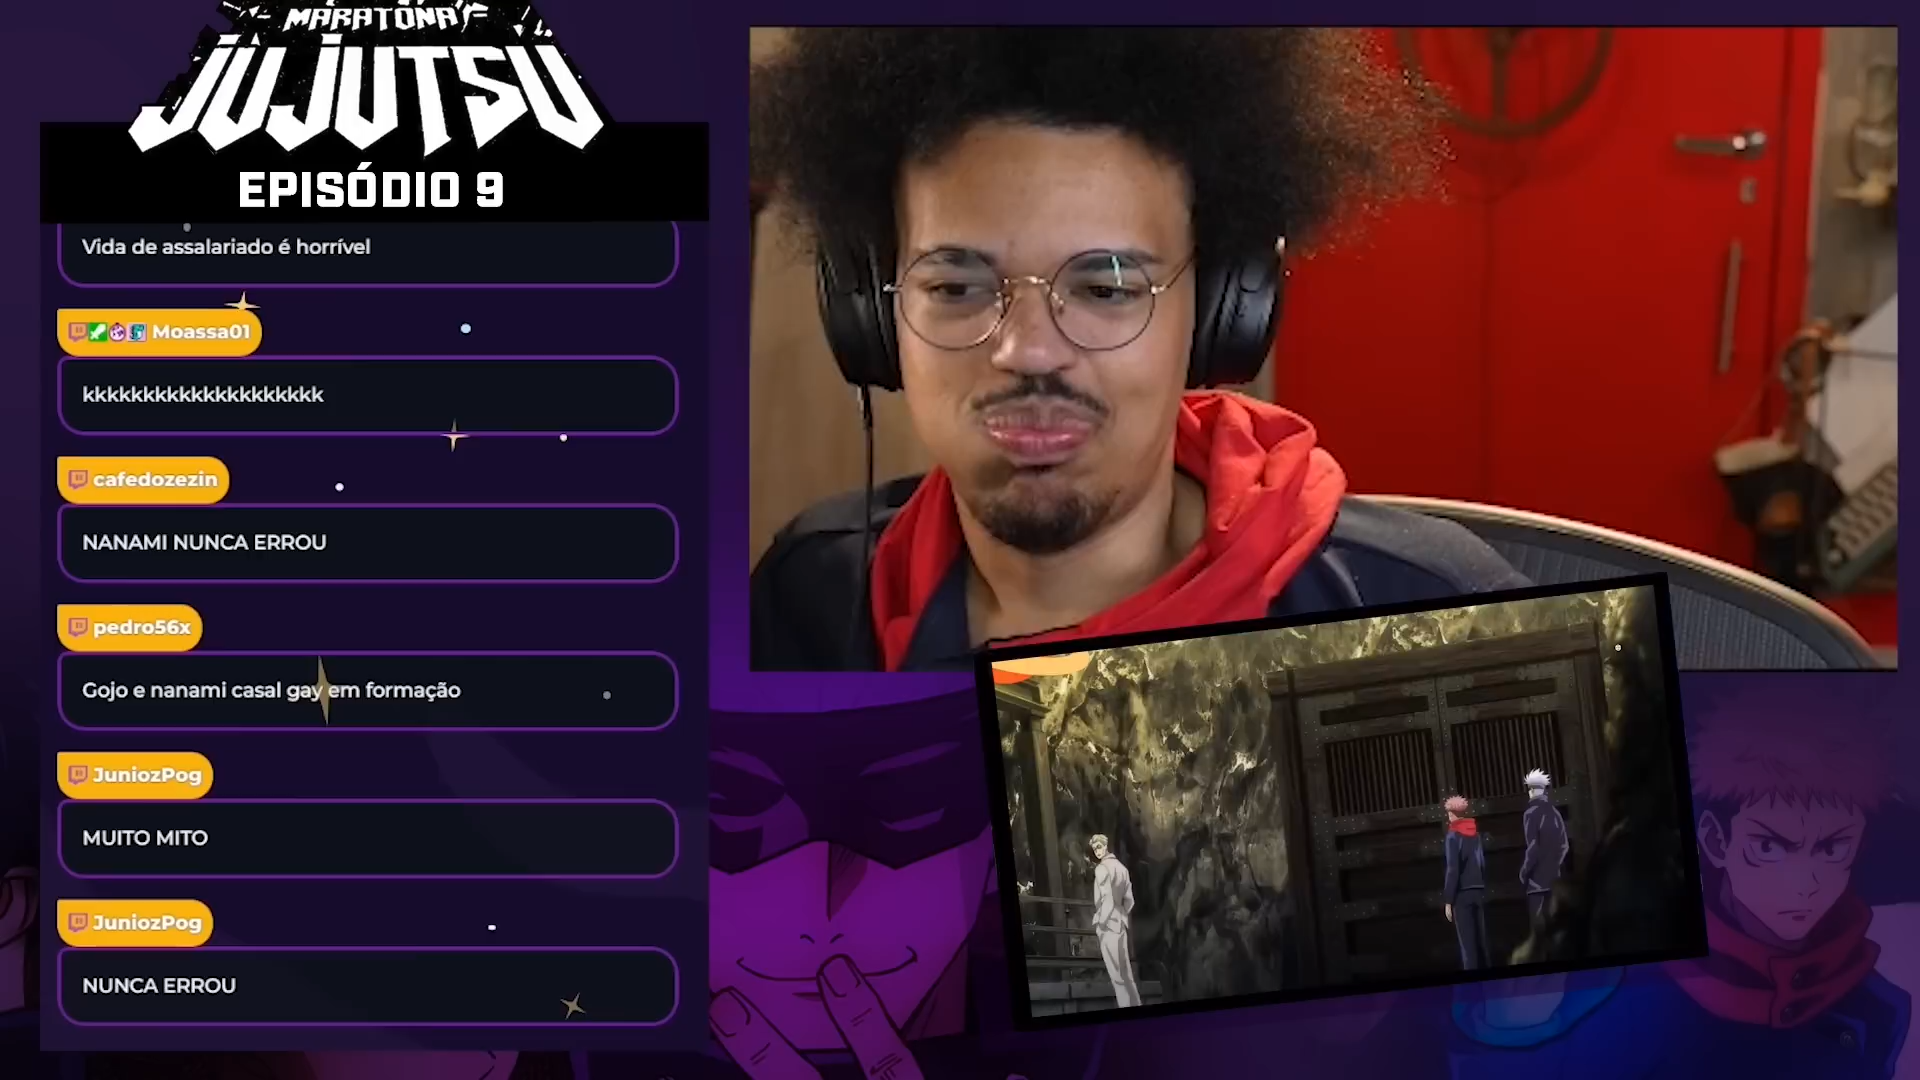 MARATONA
JUJUTSU
EPISÓDIO 9
Vida de assalariado é horrível
Moassa01
kkkkkkkkkkkkkkkkkkkk
cafedozezin
NANAMI NUNCA ERROU
pedro56x
Gojo e nanami casal gay em formação
JuniozPog
MUITO MITO
JuniozPog
NUNCA ERROU